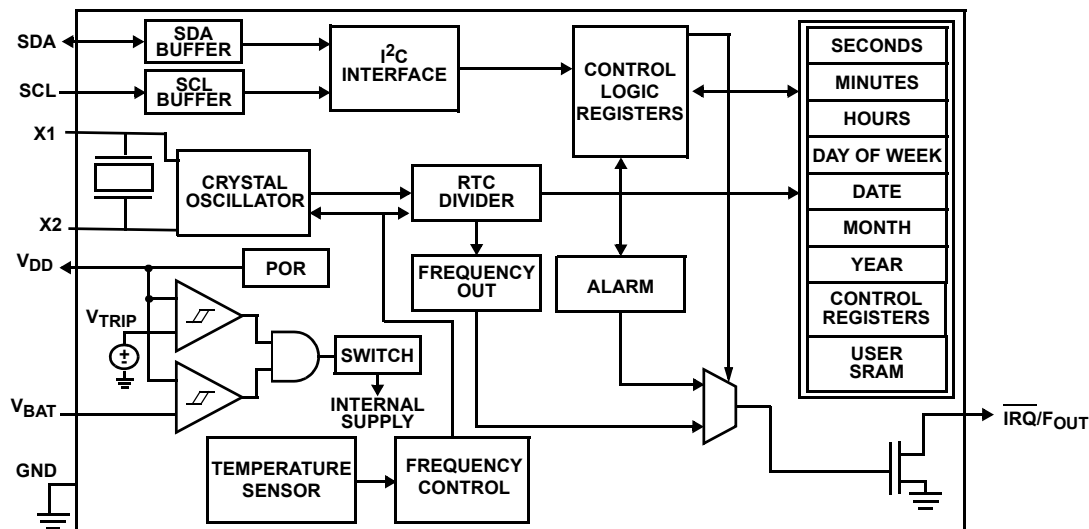 SDA
SDA
BUFFER
SCL
SCL
BUFFER
I²C
INTERFACE
CONTROL
LOGIC
REGISTERS
SECONDS
MINUTES
HOURS
DAY OF WEEK
DATE
MONTH
YEAR
CONTROL
REGISTERS
USER
SRAM
X1
X2
CRYSTAL
OSCILLATOR
RTC
DIVIDER
FREQUENCY
OUT
ALARM
VDD
POR
VTRIP
SWITCH
INTERNAL
SUPPLY
VBAT
GND
TEMPERATURE
SENSOR
FREQUENCY
CONTROL
I̅R̅Q̅/FOUT